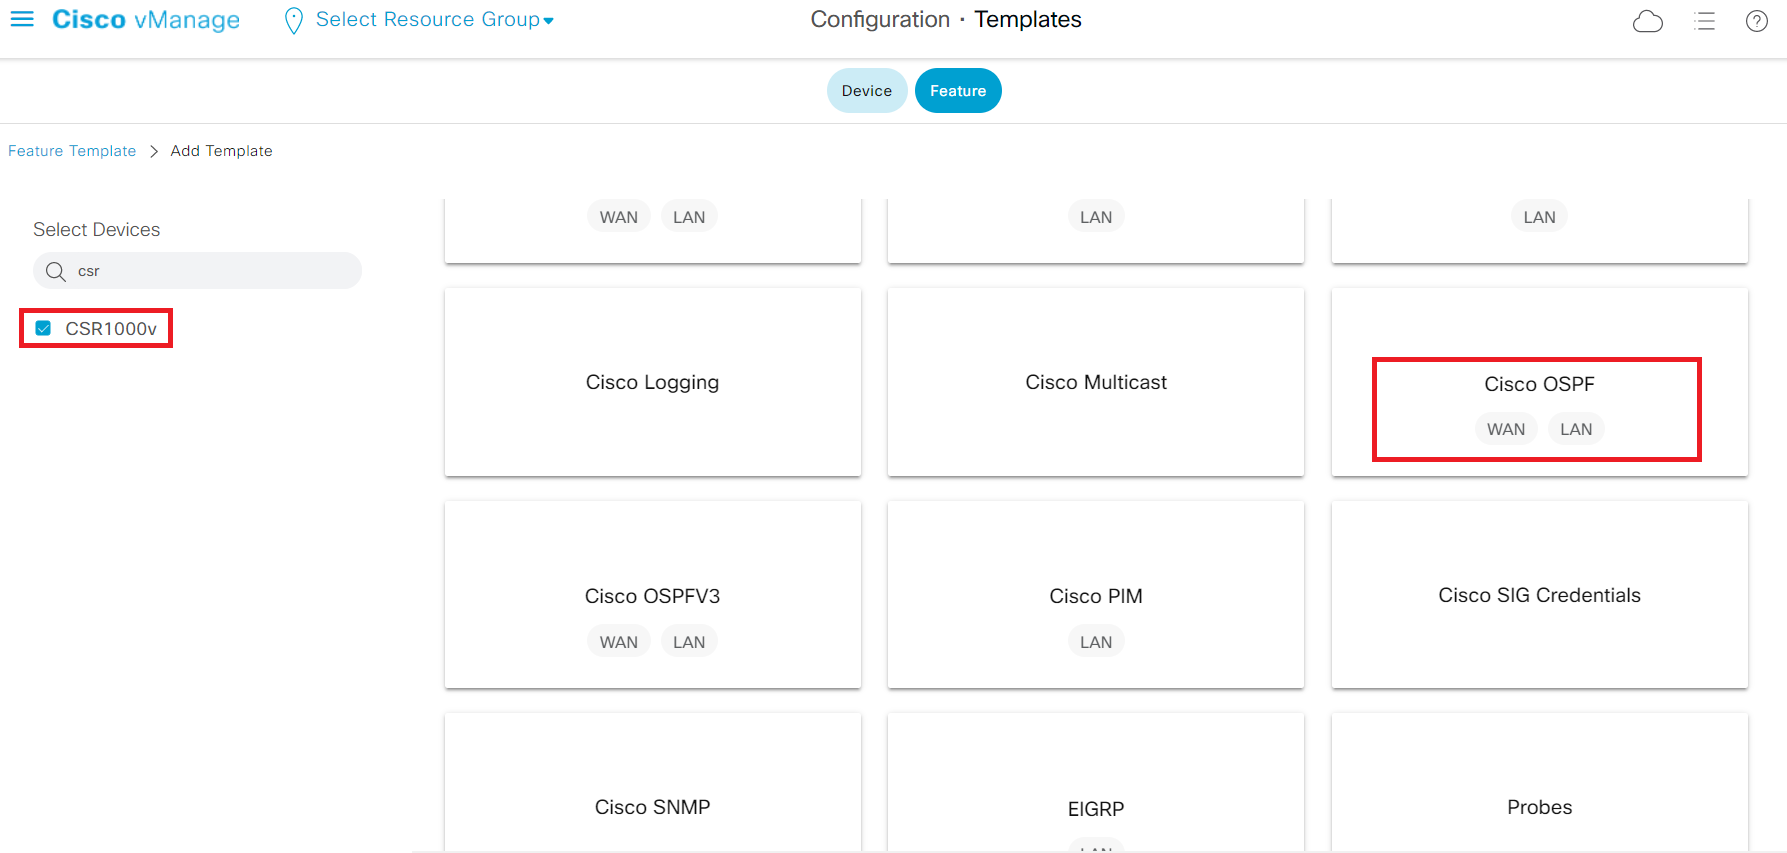 Cisco vManage
Select Resource Group
Configuration · Templates
Device
Feature
Feature Template > Add Template
Select Devices
csr
CSR1000v
WAN LAN
LAN
LAN
Cisco Logging
Cisco Multicast
Cisco OSPF
WAN LAN
Cisco OSPFV3
WAN LAN
Cisco PIM
LAN
Cisco SIG Credentials
Cisco SNMP
EIGRP
LAN
Probes